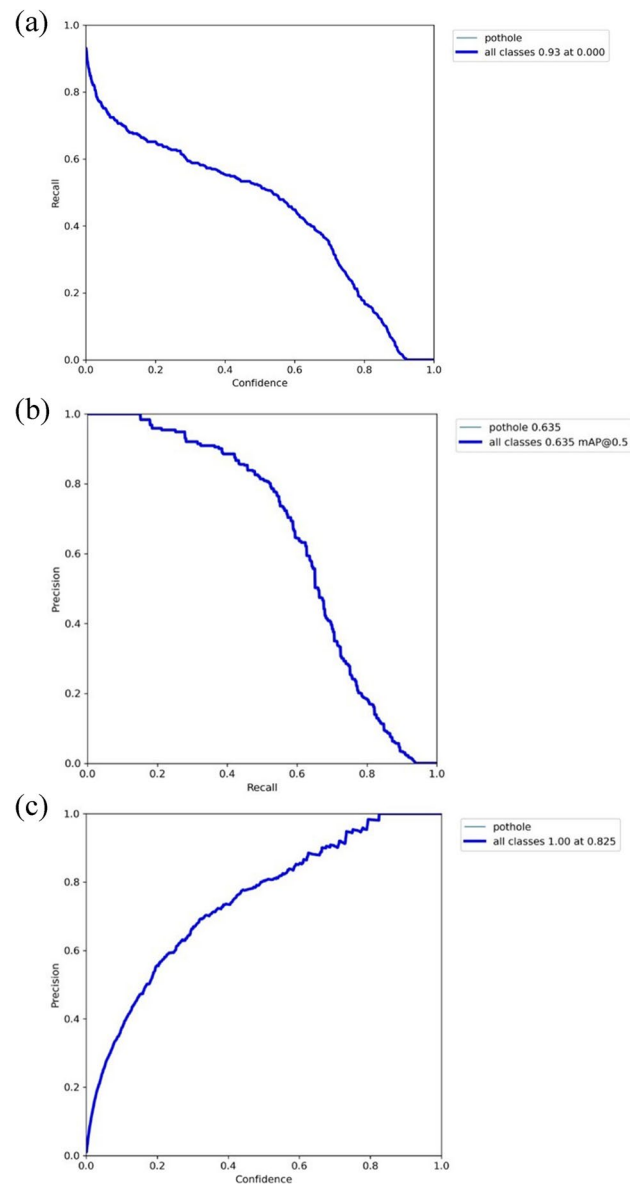 (a)
1.0
0.8
0.6
0.4
0.2
0.0
Recall
0.0 0.2 0.4 0.6 0.8 1.0
Confidence
pothole
all classes 0.93 at 0.000
(b)
1.0
0.8
0.6
0.4
0.2
0.0
Precision
0.0 0.2 0.4 0.6 0.8 1.0
Recall
pothole 0.635
all classes 0.635 mAP@0.5
(c)
1.0
0.8
0.6
0.4
0.2
0.0
Precision
0.0 0.2 0.4 0.6 0.8 1.0
Confidence
pothole
all classes 1.00 at 0.825